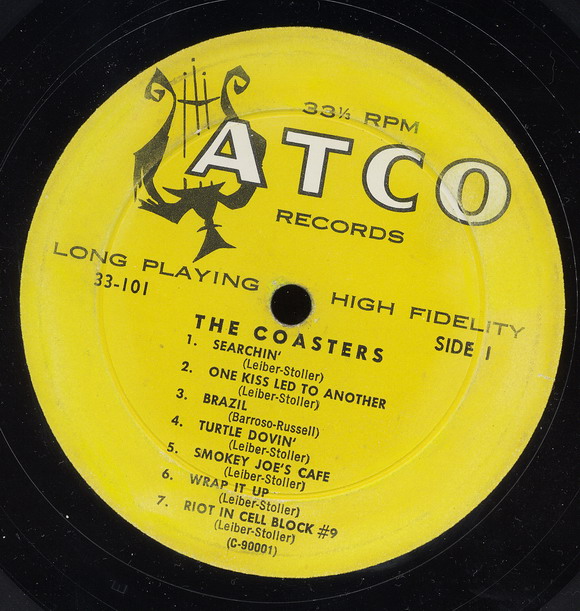 33⅓ RPM
ATCO
RECORDS
LONG PLAYING HIGH FIDELITY
33-101
SIDE 1
THE COASTERS
1. SEARCHIN'
(Leiber-Stoller)
2. ONE KISS LED TO ANOTHER
(Leiber-Stoller)
3. BRAZIL
(Barroso-Russell)
4. TURTLE DOVIN'
(Leiber-Stoller)
5. SMOKEY JOE'S CAFE
(Leiber-Stoller)
6. WRAP IT UP
(Leiber-Stoller)
7. RIOT IN CELL BLOCK #9
(Leiber-Stoller)
(C-90001)